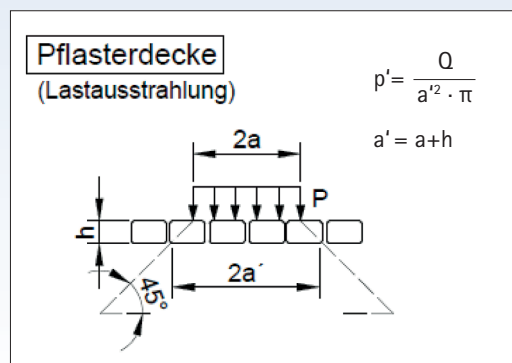 Pflasterdecke
(Lastausstrahlung)
p'= Q / a'² · π
a' = a+h
2a
P
h
2a´
45°